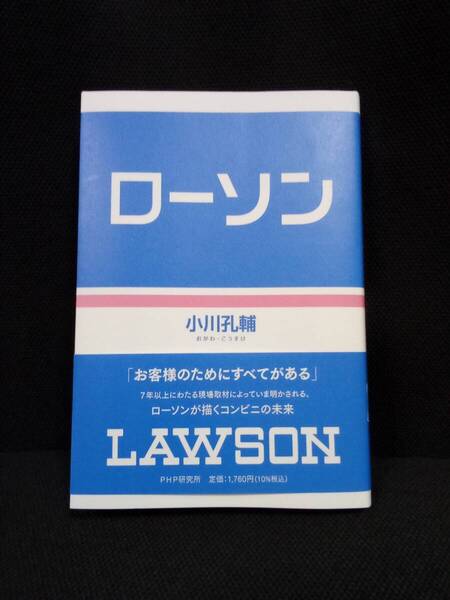 ローソン
小川孔輔
おがわ・こうすけ
「お客様のためにすべてがある」
7年以上にわたる現場取材によっていま明かされる、
ローソンが描くコンビニの未来
LAWSON
PHP研究所 定価:1,760円(10%税込)